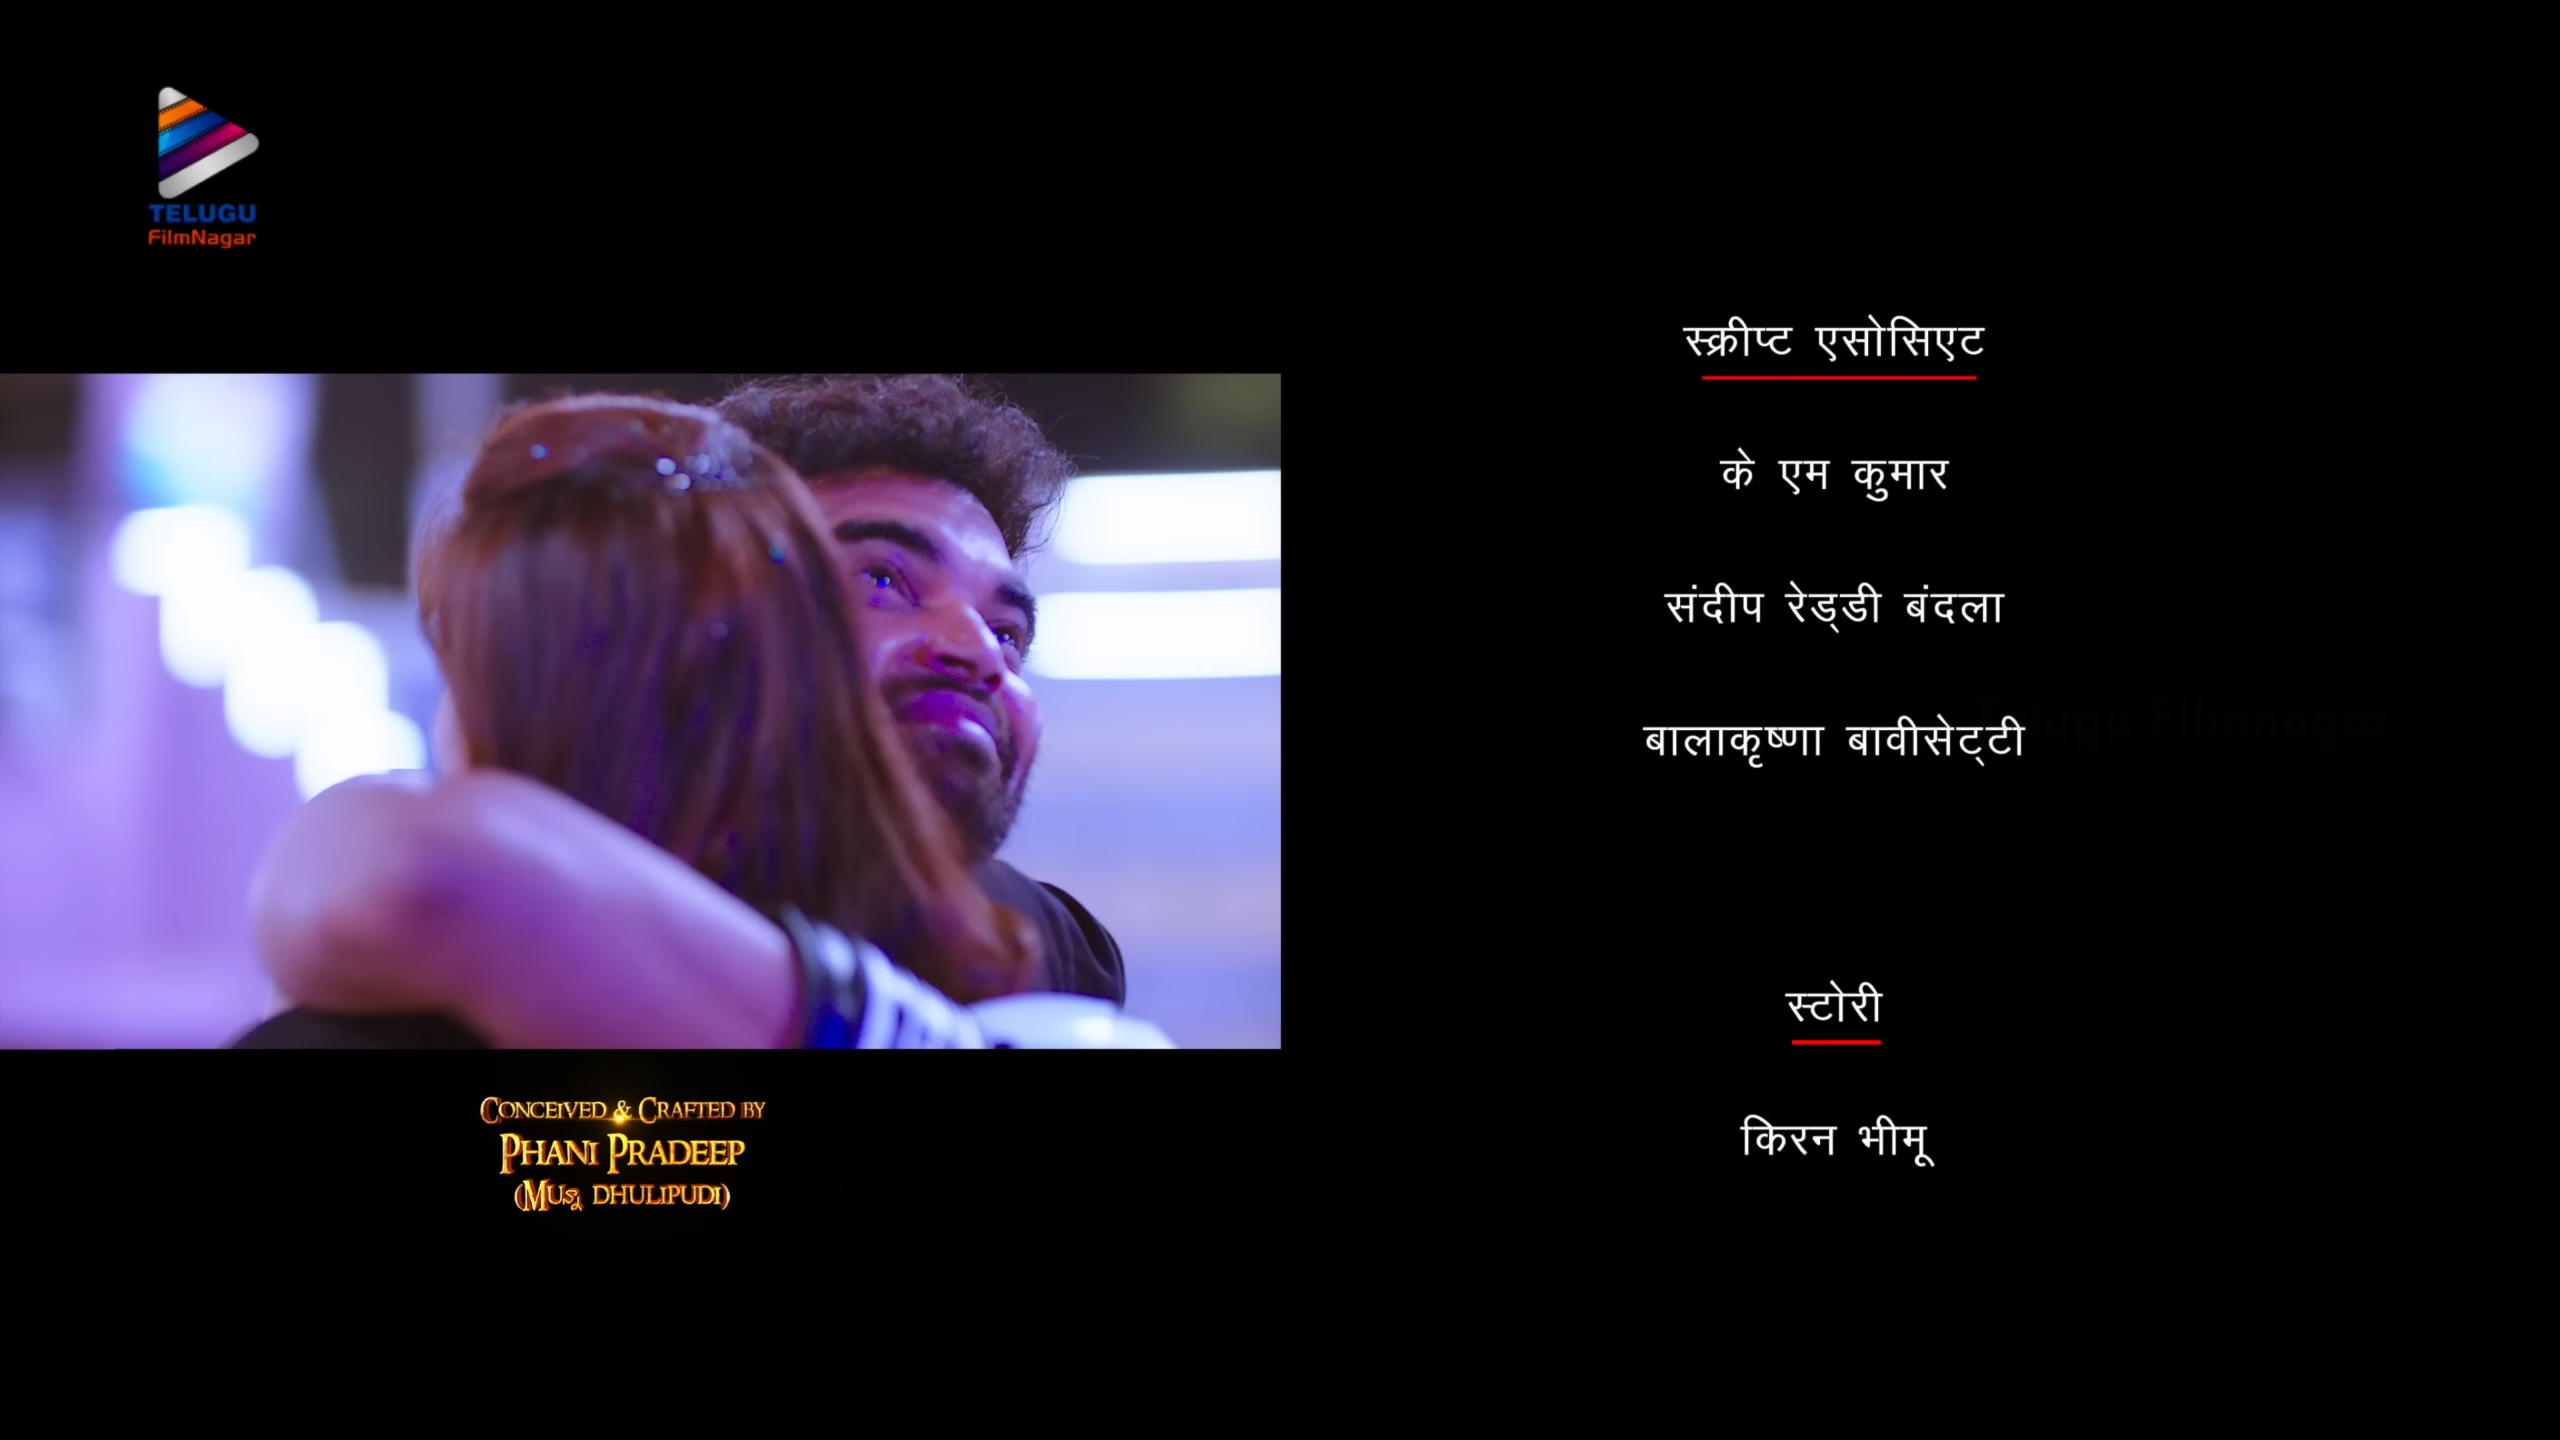 TELUGU
FilmNagar
स्क्रीप्ट एसोसिएट
के एम कुमार
संदीप रेड्‌डी बंदला
बालाकृष्णा बावीसेट्‌टी
स्टोरी
किरन भीमू
CONCEIVED & CRAFTED BY
PHANI PRADEEP
DHULIPUDI)